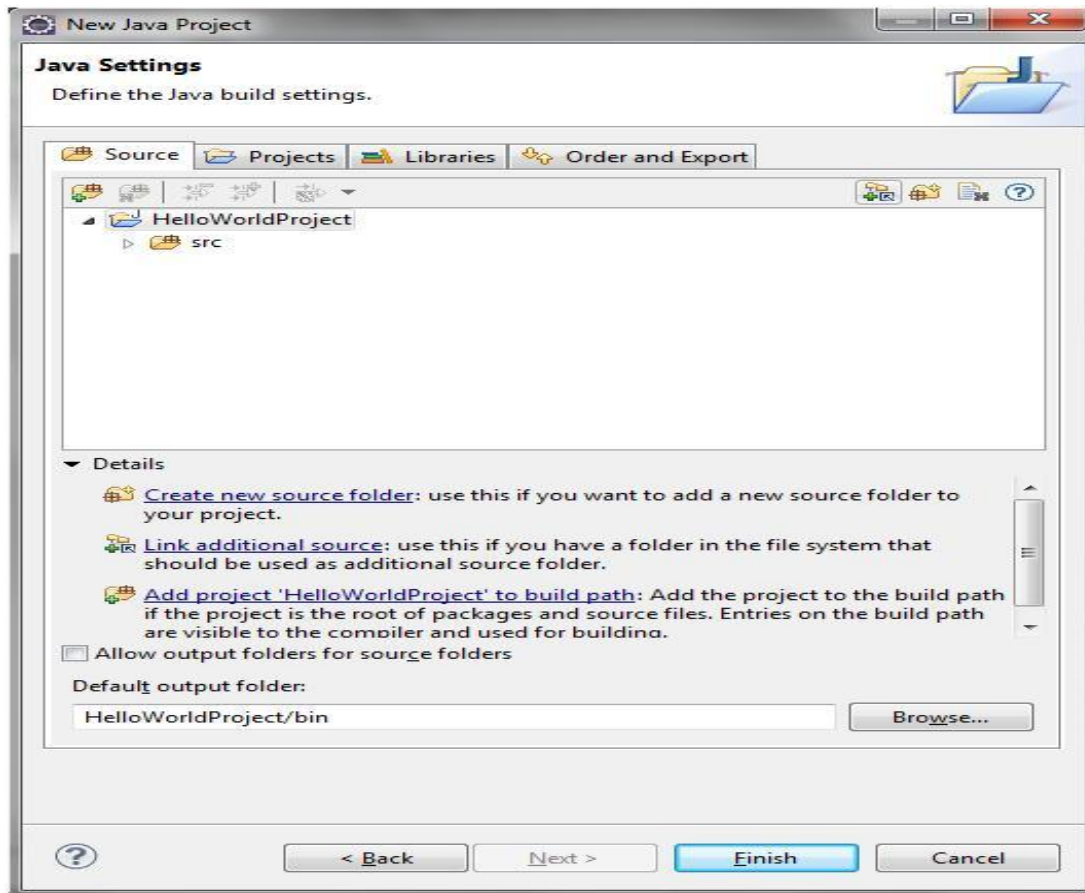 New Java Project
Java Settings
Define the Java build settings.
Source Projects Libraries Order and Export
HelloWorldProject
src
Details
Create new source folder: use this if you want to add a new source folder to
your project.
Link additional source: use this if you have a folder in the file system that
should be used as additional source folder.
Add project 'HelloWorldProject' to build path: Add the project to the build path
if the project is the root of packages and source files. Entries on the build path
are visible to the compiler and used for building.
Allow output folders for source folders
Default output folder:
HelloWorldProject/bin
Browse...
< Back Next > Finish Cancel